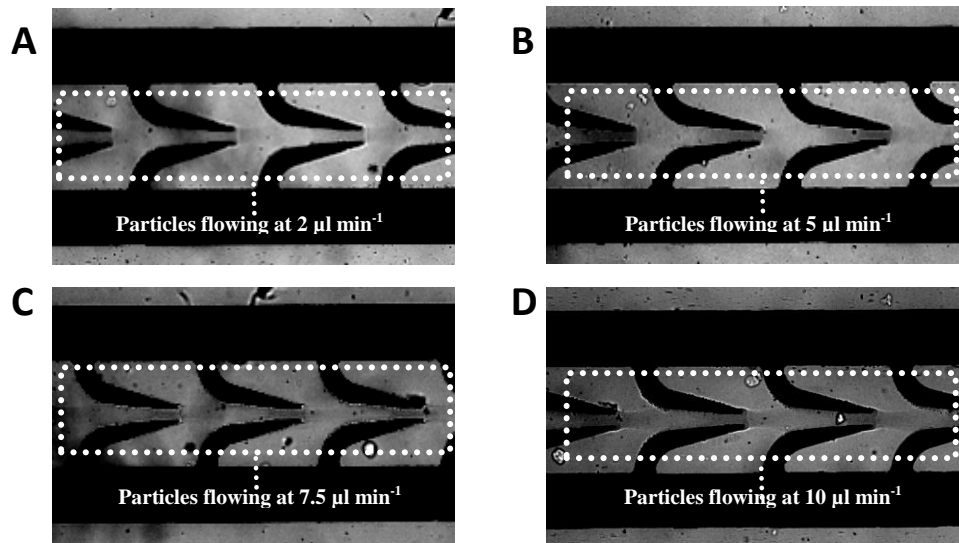 A
Particles flowing at 2 µl min⁻¹
B
Particles flowing at 5 µl min⁻¹
C
Particles flowing at 7.5 µl min⁻¹
D
Particles flowing at 10 µl min⁻¹